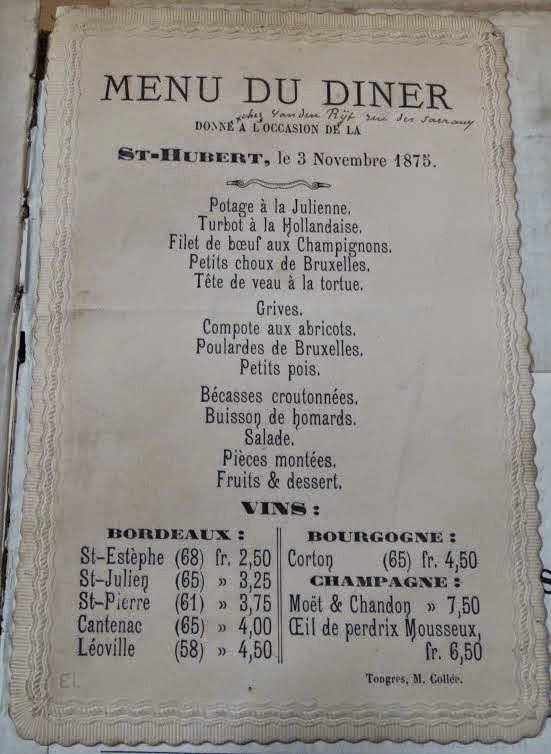 MENU DU DINER
chez Vanden Rijt rue des
DONNÉ À L'OCCASION DE LA
ST-HUBERT, le 3 Novembre 1875.
Potage à la Julienne.
Turbot à la Hollandaise.
Filet de bœuf aux Champignons.
Petits choux de Bruxelles.
Tête de veau à la tortue.
Grives.
Compote aux abricots.
Poulardes de Bruxelles.
Petits pois.
Bécasses croutonnées.
Buisson de homards.
Salade.
Pièces montées.
Fruits & dessert.
VINS :
BORDEAUX :
St-Estèphe (68) fr. 2,50
St-Julien (65) » 3,25
St-Pierre (61) » 3,75
Cantenac (65) » 4,00
Léoville (58) » 4,50
BOURGOGNE :
Corton (65) fr. 4,50
CHAMPAGNE :
Moët & Chandon » 7,50
Œil de perdrix Mousseux,
fr. 6,50
Tongres, M. Collée.